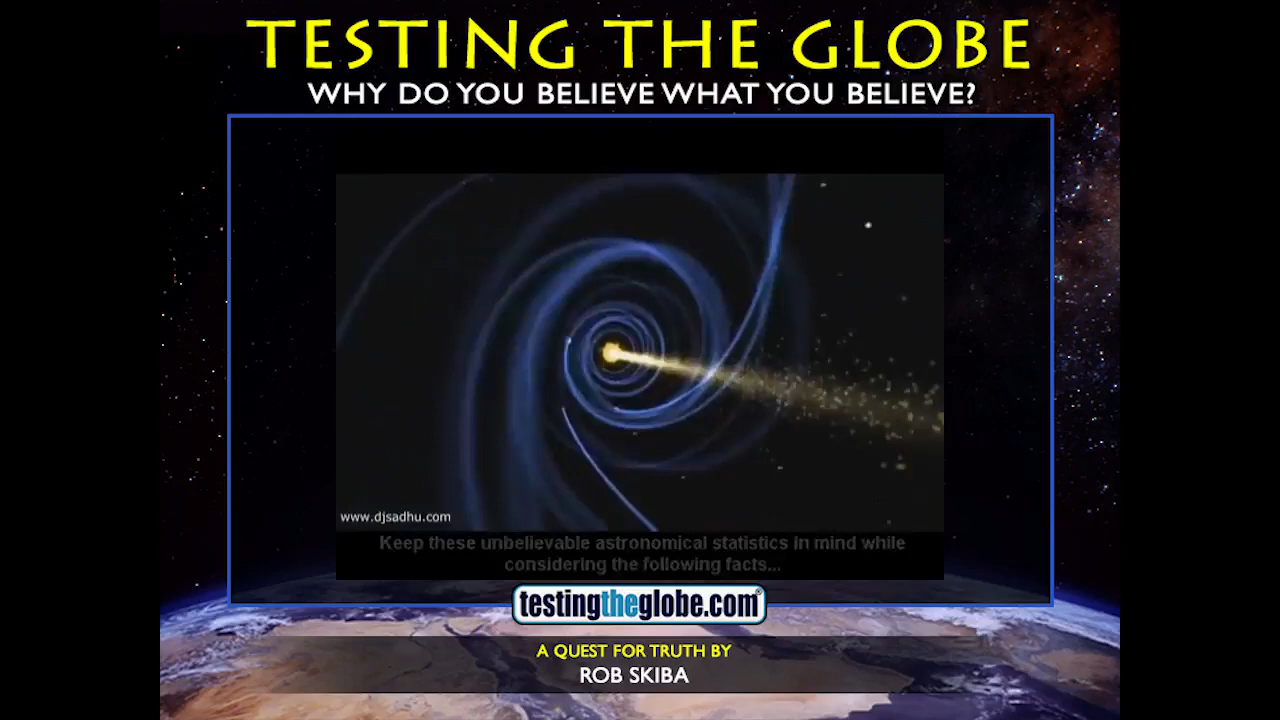 TESTING THE GLOBE
WHY DO YOU BELIEVE WHAT YOU BELIEVE?
www.djsadhu.com
Keep these unbelievable astronomical statistics in mind while
considering the following facts...
testingtheglobe.com®
A QUEST FOR TRUTH BY
ROB SKIBA